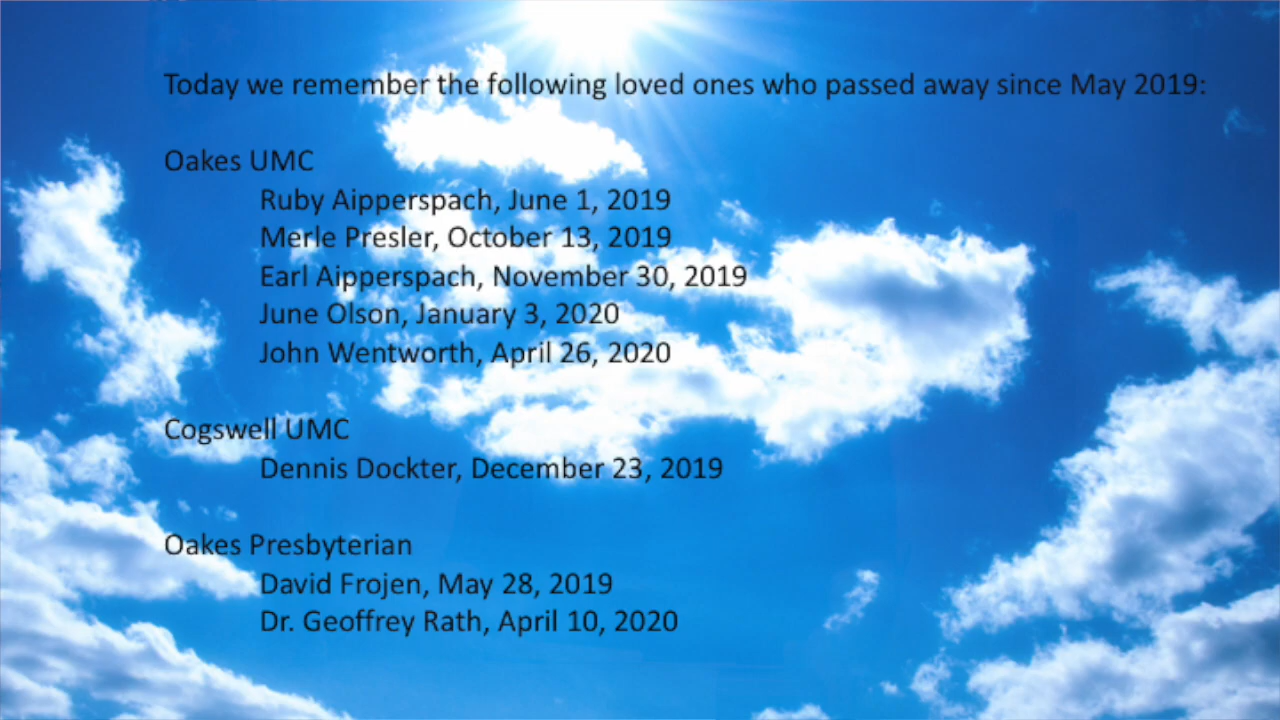 Today we remember the following loved ones who passed away since May 2019:
Oakes UMC
Ruby Aipperspach, June 1, 2019
Merle Presler, October 13, 2019
Earl Aipperspach, November 30, 2019
June Olson, January 3, 2020
John Wentworth, April 26, 2020
Cogswell UMC
Dennis Dockter, December 23, 2019
Oakes Presbyterian
David Frojen, May 28, 2019
Dr. Geoffrey Rath, April 10, 2020